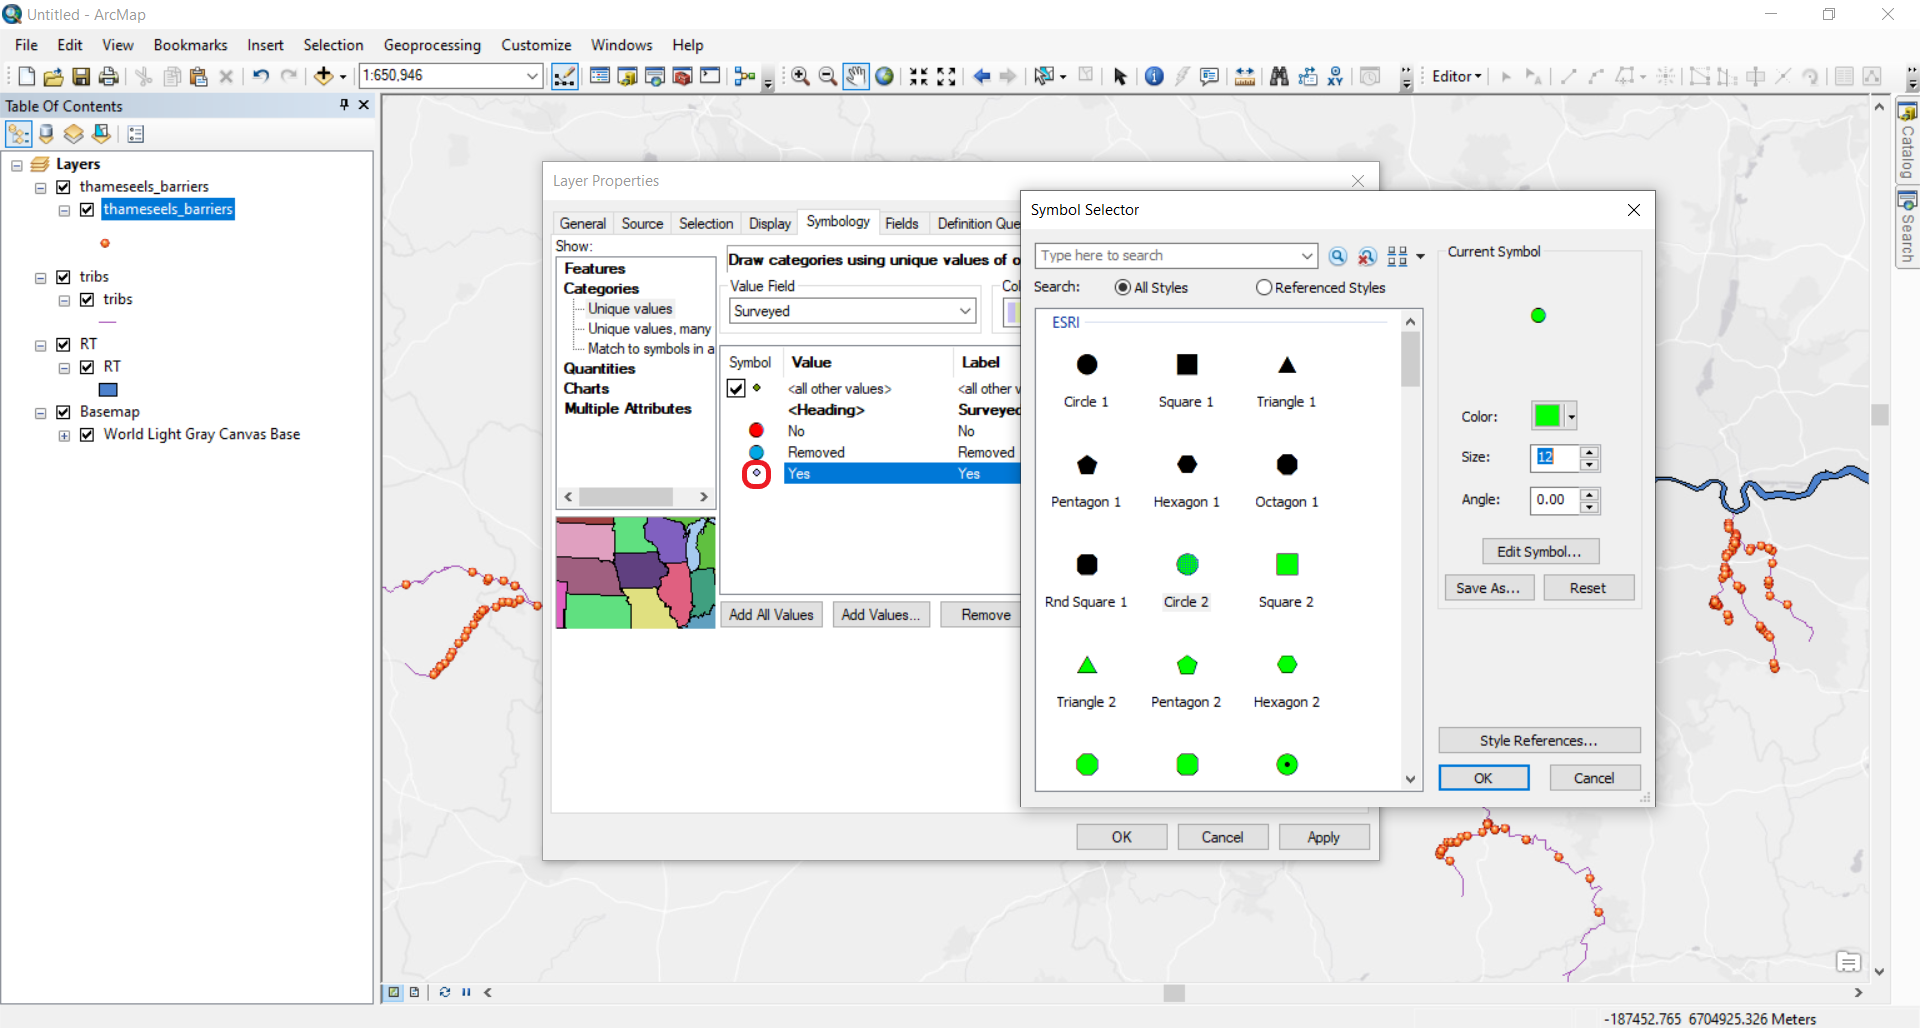 Untitled - ArcMap
File Edit View Bookmarks Insert Selection Geoprocessing Customize Windows Help
1:650,946
Editor
Table Of Contents
Layers
thameseels_barriers
thameseels_barriers
tribs
tribs
RT
RT
Basemap
World Light Gray Canvas Base
Layer Properties
General Source Selection Display Symbology Fields Definition Que
Show:
Features
Categories
Unique values
Unique values, many
Match to symbols in a
Quantities
Charts
Multiple Attributes
Draw categories using unique values of o
Value Field
Col
Surveyed
Symbol Value Label
<all other values> <all other v
<Heading> Surveyed
No No
Removed Removed
Yes Yes
Add All Values Add Values... Remove
OK Cancel Apply
Symbol Selector
Type here to search
Search: All Styles Referenced Styles
ESRI
Circle 1 Square 1 Triangle 1
Pentagon 1 Hexagon 1 Octagon 1
Rnd Square 1 Circle 2 Square 2
Triangle 2 Pentagon 2 Hexagon 2
Current Symbol
Color:
Size: 12
Angle: 0.00
Edit Symbol...
Save As... Reset
Style References...
OK Cancel
Catalog
Search
-187452.765 6704925.326 Meters